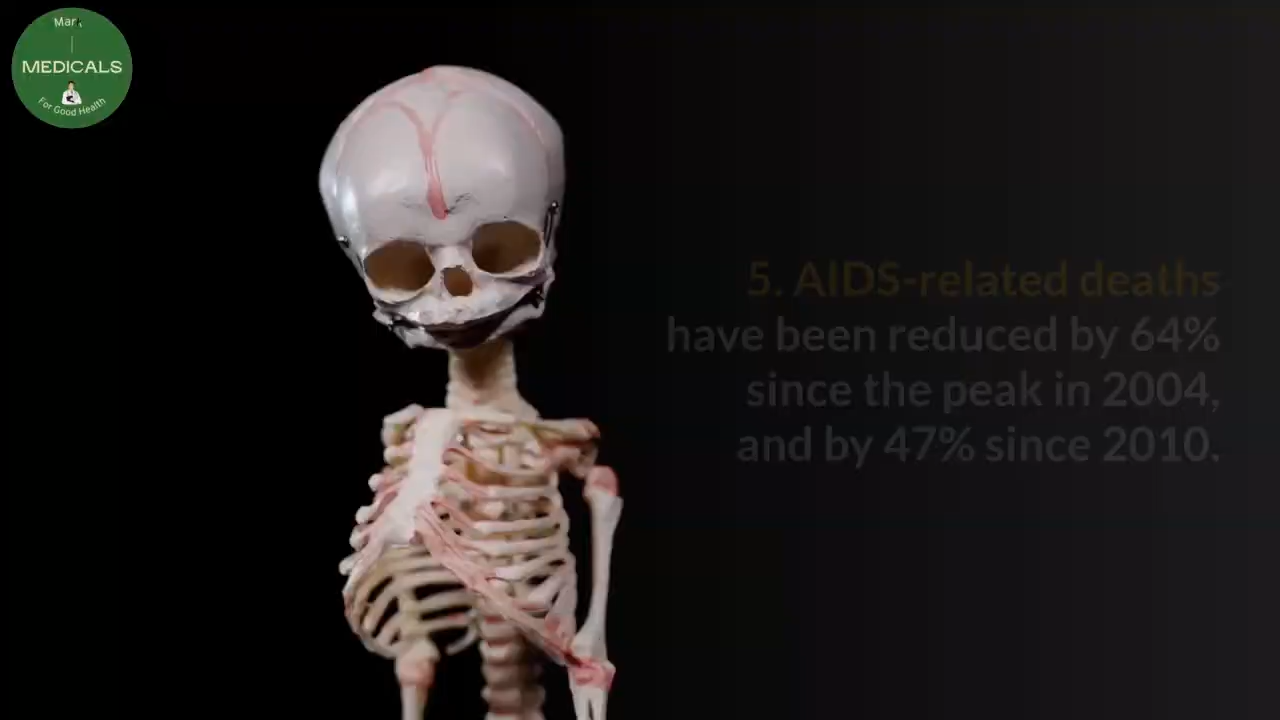 Mark
MEDICALS
For Good Health
5. AIDS-related deaths
have been reduced by 64%
since the peak in 2004,
and by 47% since 2010.